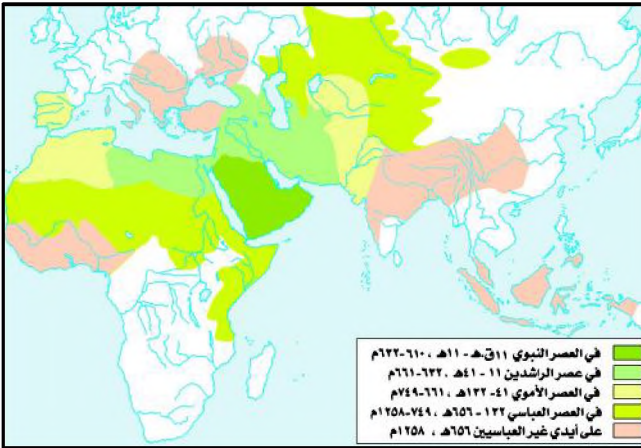 في العصر النبوي ١١ق.هـ - ١١هـ ، ٦١٠-٦٣٢م
في عصر الراشدين ١١ - ٤١هـ ، ٦٣٢-٦٦١م
في العصر الأموي ٤١- ١٣٢هـ ، ٦٦١-٧٤٩م
في العصر العباسي ١٣٢ - ٦٥٦هـ ، ٧٤٩-١٢٥٨م
على أيدي غير العباسيين ٦٥٦هـ ، ١٢٥٨م